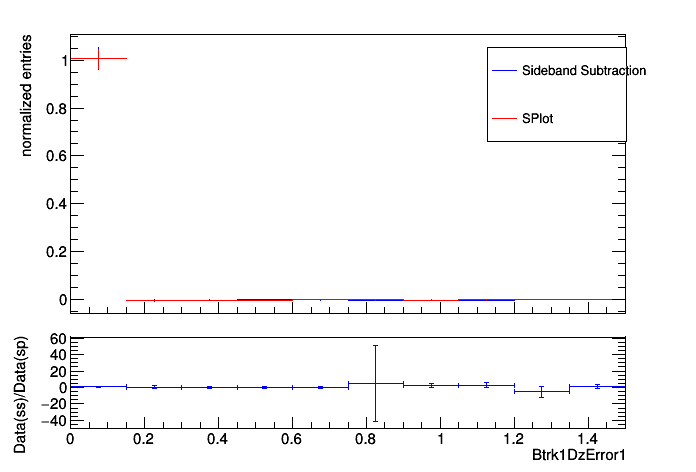 normalized entries
1
0.8
0.6
0.4
0.2
0
Sideband Subtraction
SPlot
Data(ss)/Data(sp)
60
40
20
0
−20
−40
0 0.2 0.4 0.6 0.8 1 1.2 1.4
Btrk1DzError1